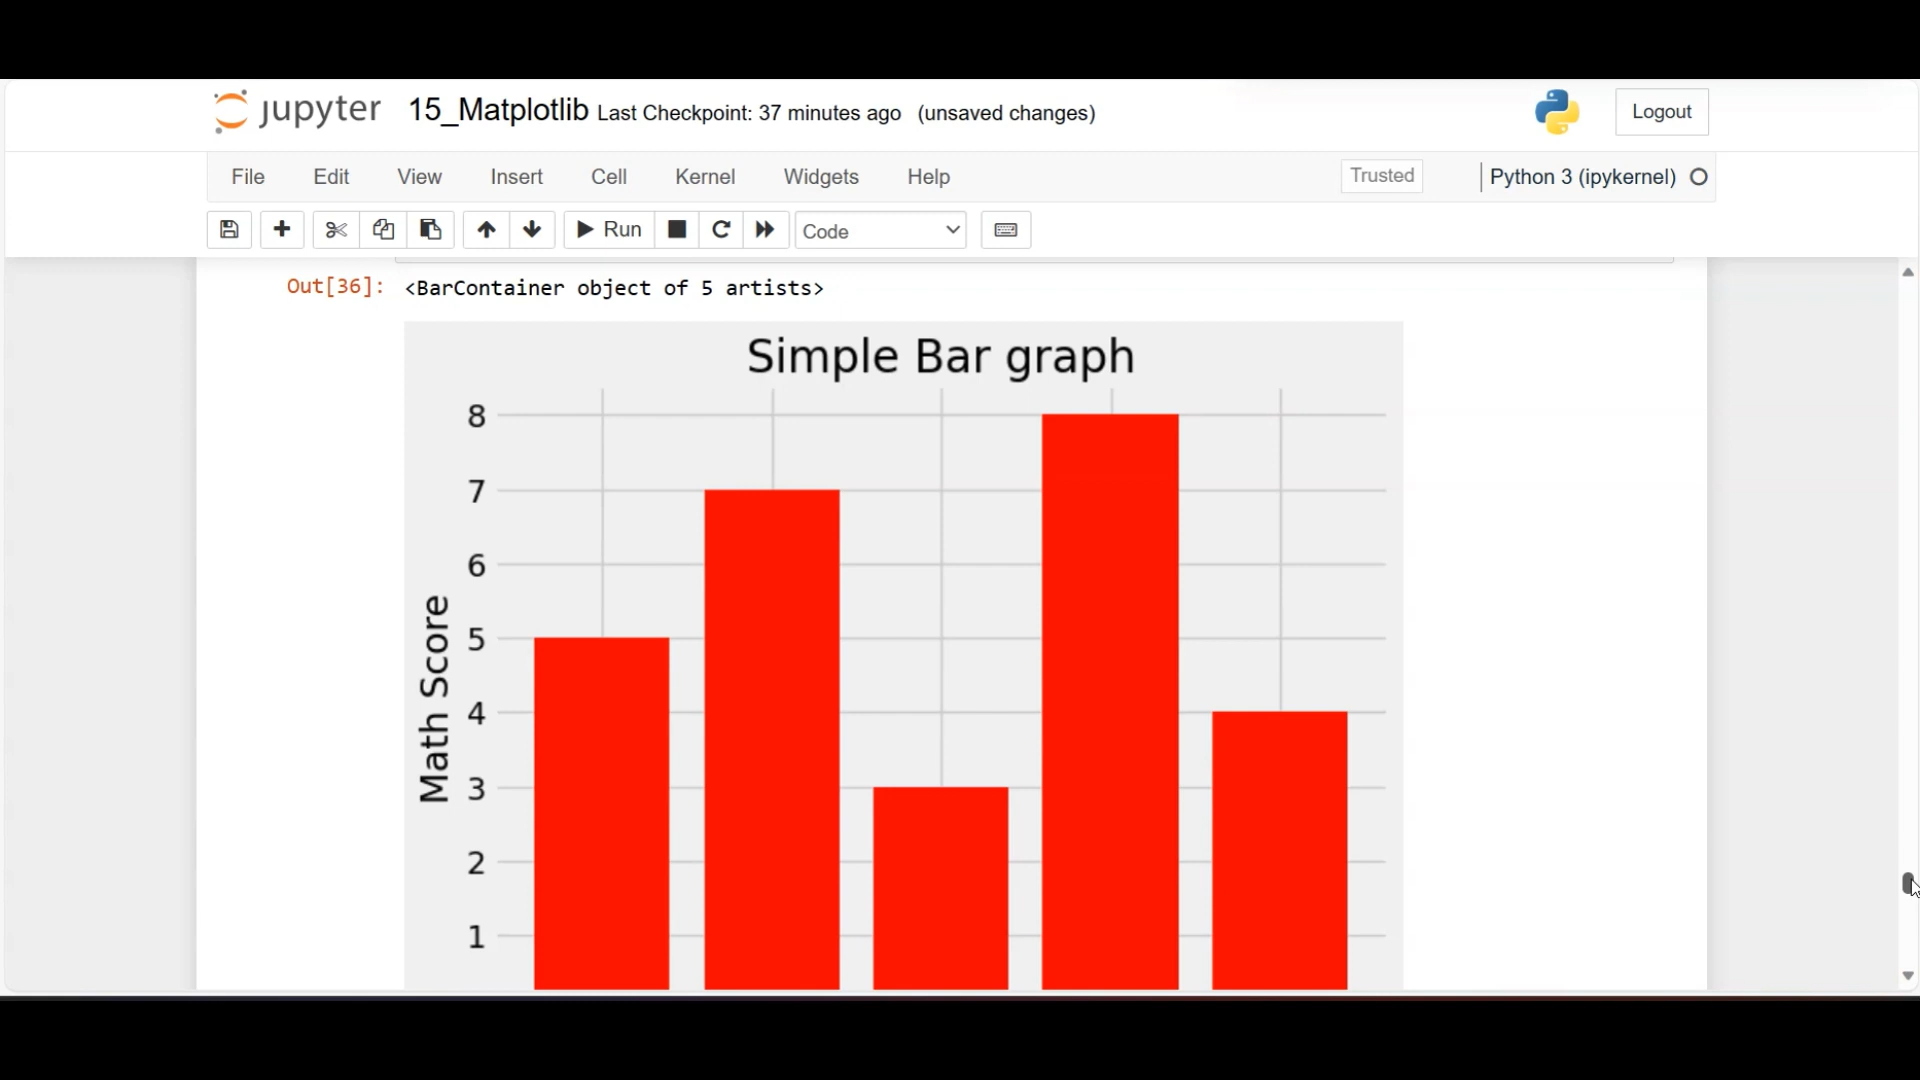 jupyter 15_Matplotlib Last Checkpoint: 37 minutes ago (unsaved changes)
Logout
File Edit View Insert Cell Kernel Widgets Help
Trusted
Python 3 (ipykernel)
Run
Code
Out[36]: <BarContainer object of 5 artists>
Simple Bar graph
8
7
6
5
4
3
2
1
Math Score